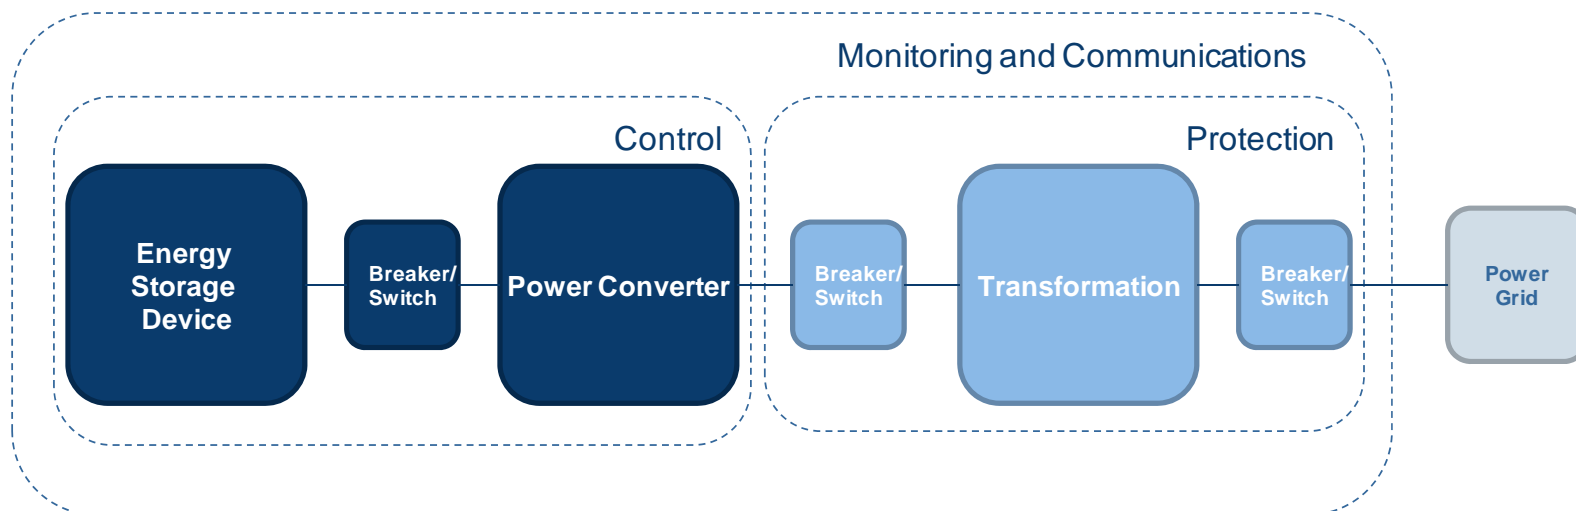 Monitoring and Communications
Control
Protection
Energy
Storage
Device
Breaker/
Switch
Power Converter
Breaker/
Switch
Transformation
Breaker/
Switch
Power
Grid